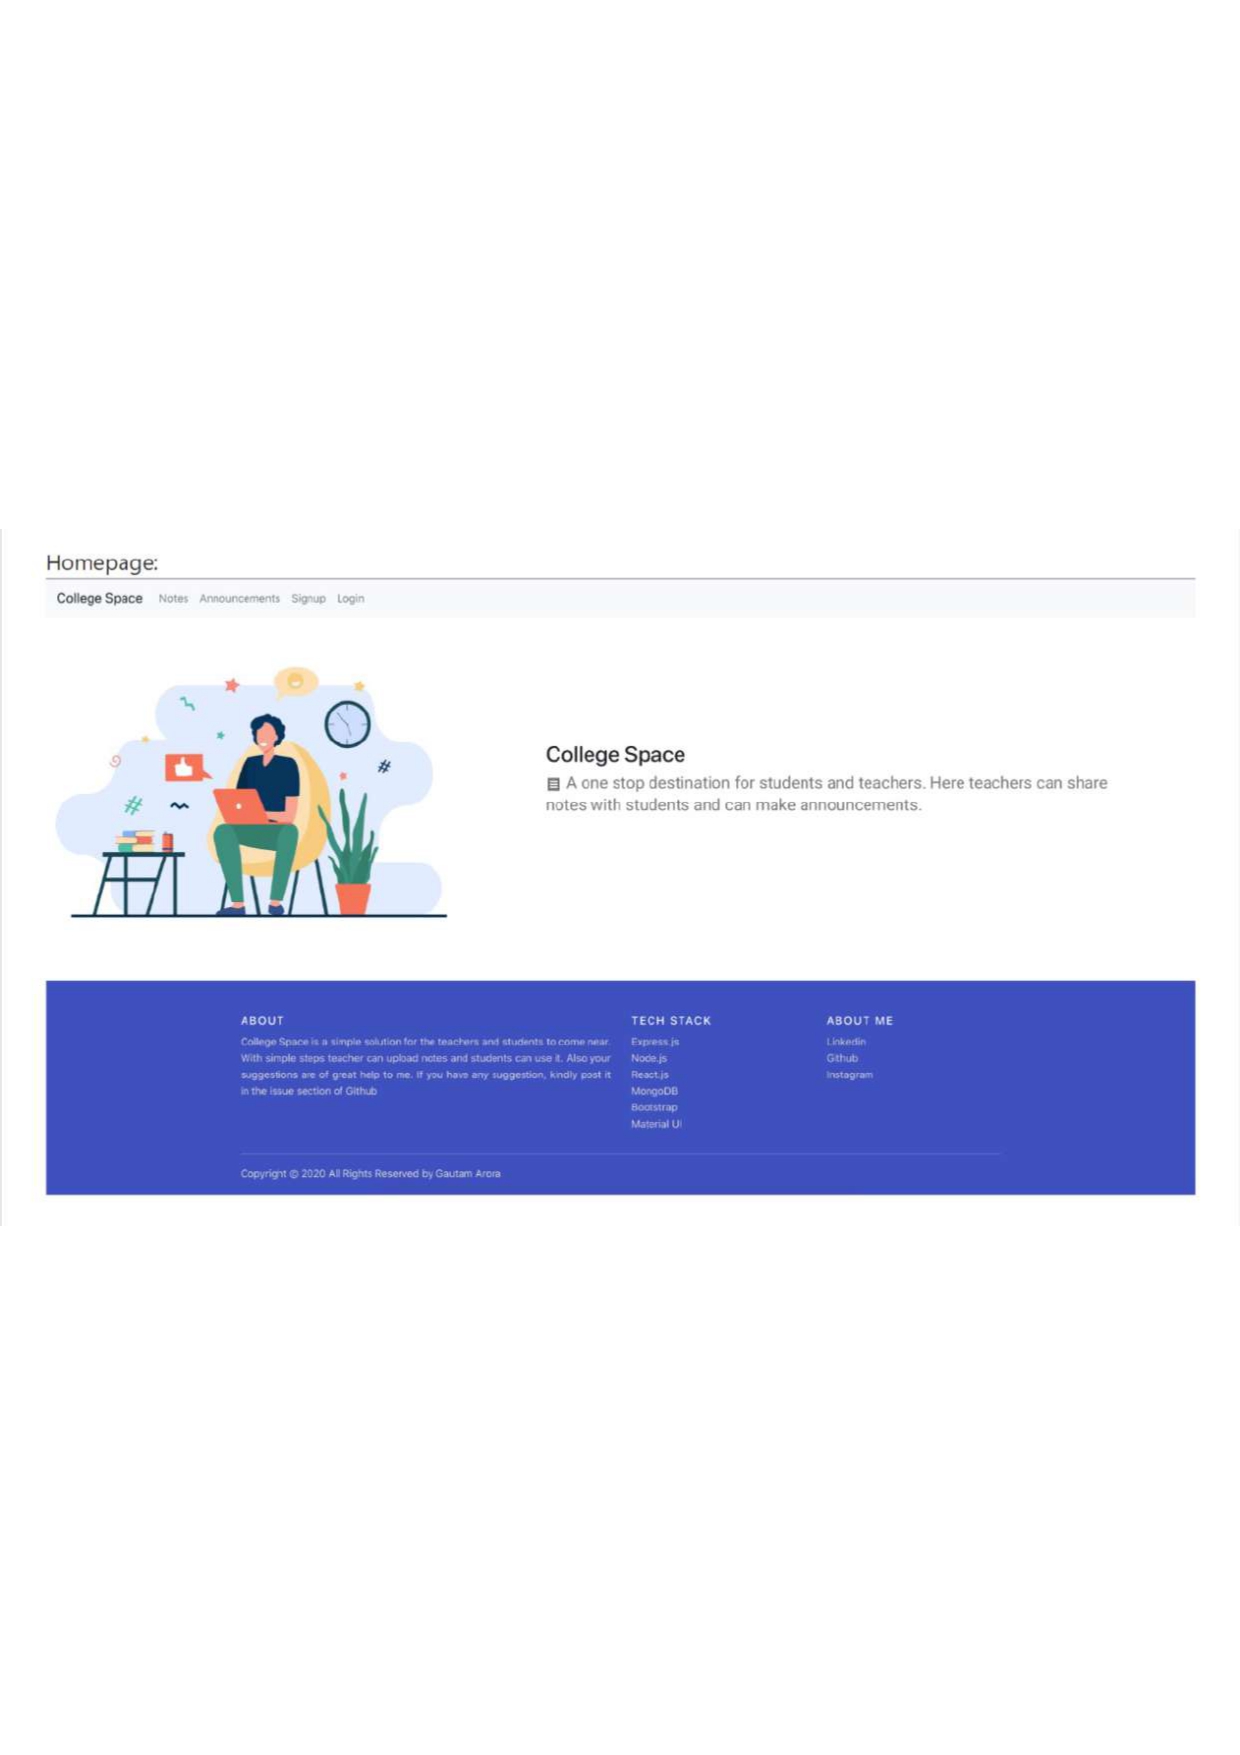 Homepage:
College Space Notes Announcements Signup Login
College Space
A one stop destination for students and teachers. Here teachers can share
notes with students and can make announcements.
ABOUT
College Space is a simple solution for the teachers and students to come near.
With simple steps teacher can upload notes and students can use it. Also your
suggestions are of great help to me. If you have any suggestion, kindly post it
in the issue section of Github
TECH STACK
Express.js
Node.js
React.js
MongoDB
Bootstrap
Material UI
ABOUT ME
Linkedin
Github
Instagram
Copyright © 2020 All Rights Reserved by Gautam Arora